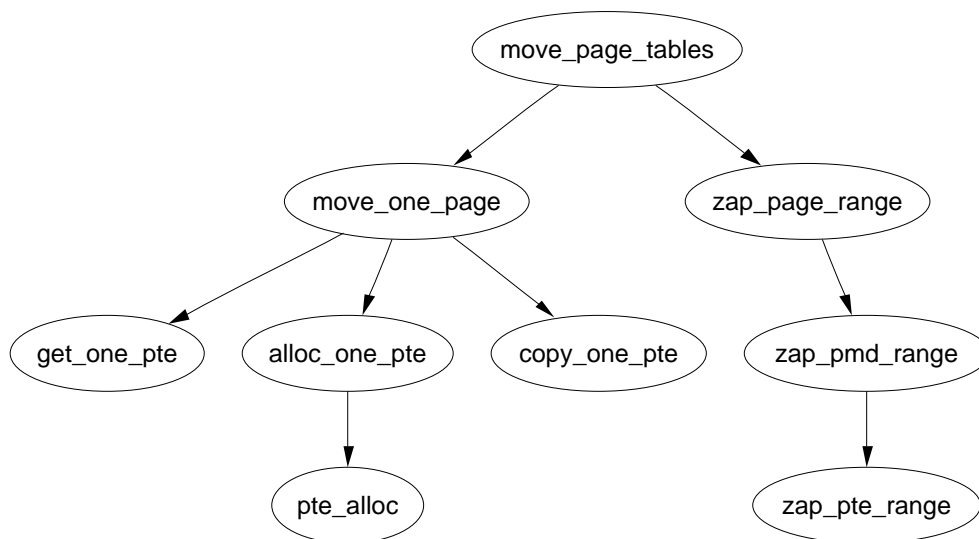 move_page_tables
move_one_page
zap_page_range
get_one_pte
alloc_one_pte
copy_one_pte
zap_pmd_range
pte_alloc
zap_pte_range